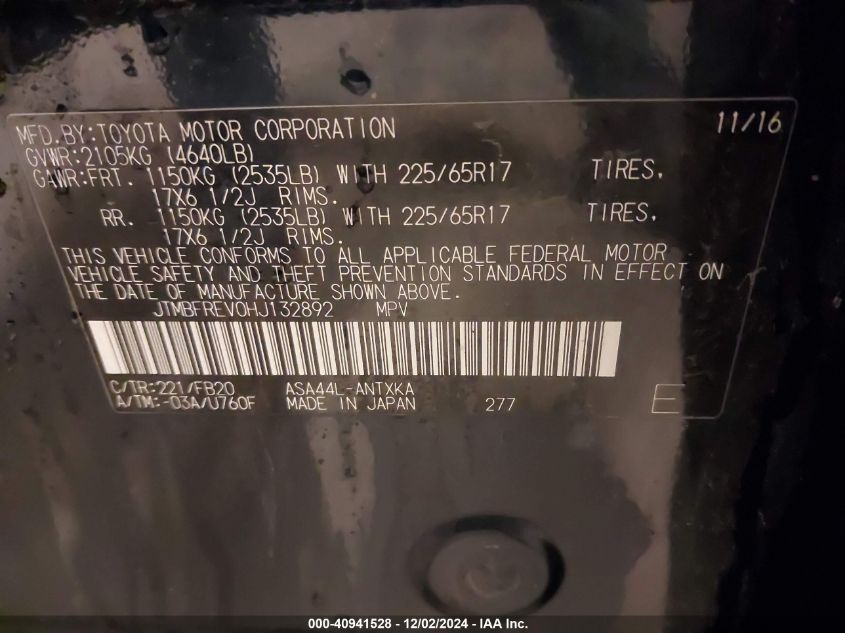 MFD.BY:TOYOTA MOTOR CORPORATION 11/16
GVWR:2105KG (4640LB)
GAWR:FRT. 1150KG (2535LB) WITH 225/65R17 TIRES,
17X6 1/2J RIMS.
RR. 1150KG (2535LB) WITH 225/65R17 TIRES,
17X6 1/2J RIMS.
THIS VEHICLE CONFORMS TO ALL APPLICABLE FEDERAL MOTOR
VEHICLE SAFETY AND THEFT PREVENTION STANDARDS IN EFFECT ON
THE DATE OF MANUFACTURE SHOWN ABOVE.
JTMBFREV0HJ132892 MPV
C/TR:221/FB20 ASA44L-ANTXKA
A/TM:-03A/U760F MADE IN JAPAN 277 E
000-40941528 - 12/02/2024 - IAA Inc.